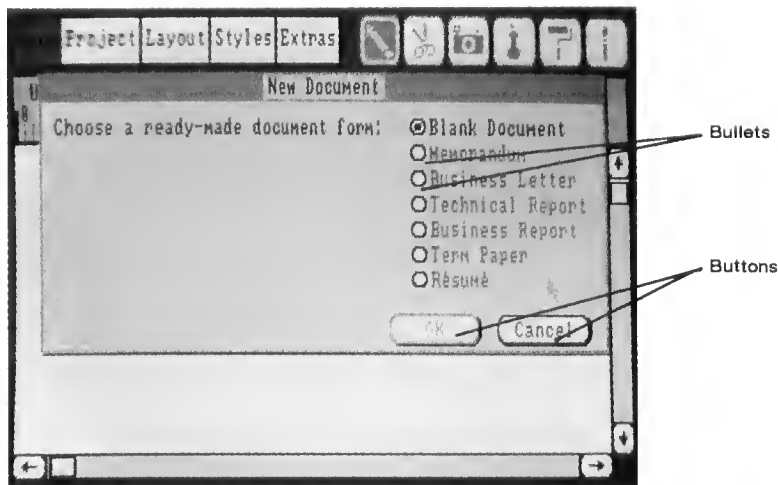 Project Layout Styles Extras
New Document
Choose a ready-made document form:
Blank Document
Memorandum
Business Letter
Technical Report
Business Report
Term Paper
Résumé
OK Cancel
Bullets
Buttons